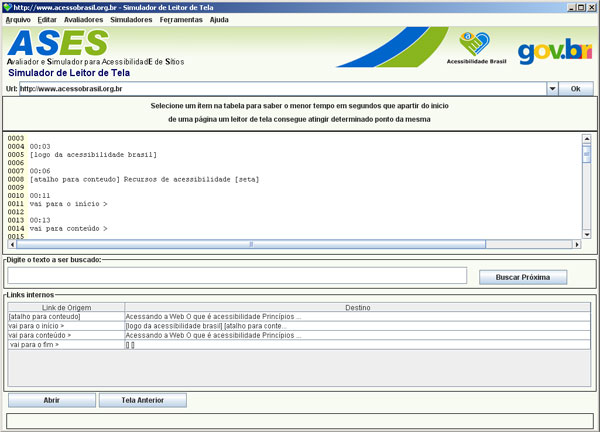 http://www.acessobrasil.org.br - Simulador de Leitor de Tela
Arquivo Editar Avaliadores Simuladores Ferramentas Ajuda
ASES
Avaliador e Simulador para AcessibilidadE de Sítios
Acessibilidade Brasil
gov.br
Simulador de Leitor de Tela
Url: http://www.acessobrasil.org.br Ok
Selecione um ítem na tabela para saber o menor tempo em segundos que apartir do início
de uma página um leitor de tela consegue atingir determinado ponto da mesma
0003
0004 00:03
0005 [logo da acessibilidade brasil]
0006
0007 00:06
0008 [atalho para conteudo] Recursos de acessibilidade [seta]
0009
0010 00:11
0011 vai para o início >
0012
0013 00:13
0014 vai para conteúdo >
0015
Digite o texto a ser buscado:
Buscar Próxima
Links internos
Link de Origem Destino
[atalho para conteudo] Acessando a Web O que é acessibilidade Princípios ...
vai para o início > [logo da acessibilidade brasil] [atalho para conte...
vai para conteúdo > Acessando a Web O que é acessibilidade Princípios ...
vai para o fim > [] []
Abrir Tela Anterior